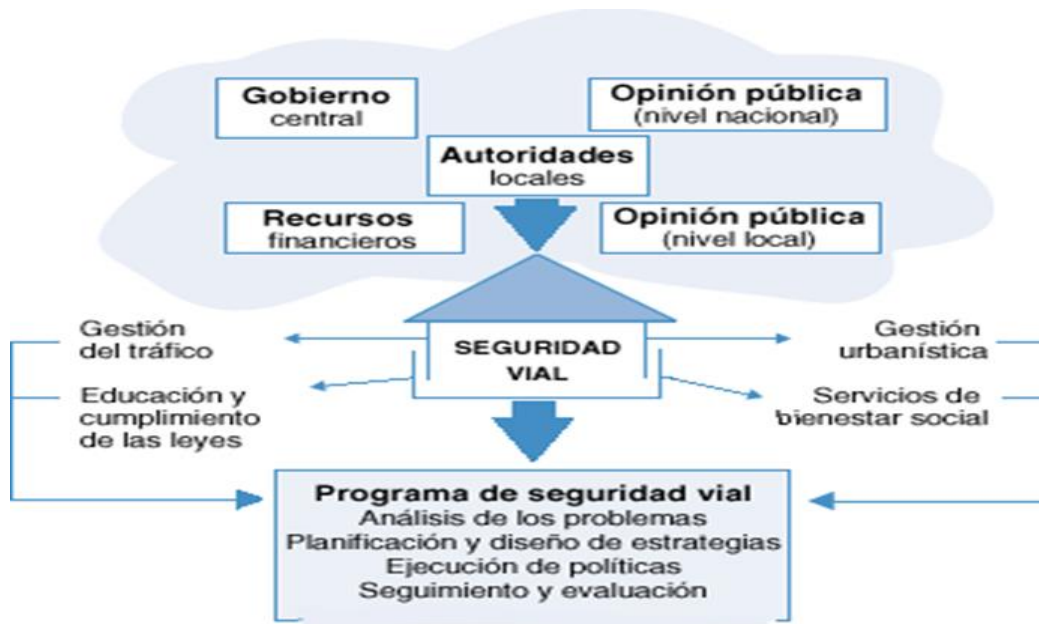 Gobierno
central
Opinión pública
(nivel nacional)
Autoridades
locales
Recursos
financieros
Opinión pública
(nivel local)
Gestión
del tráfico
SEGURIDAD
VIAL
Gestión
urbanística
Educación y
cumplimiento
de las leyes
Servicios de
bienestar social
Programa de seguridad vial
Análisis de los problemas
Planificación y diseño de estrategias
Ejecución de políticas
Seguimiento y evaluación